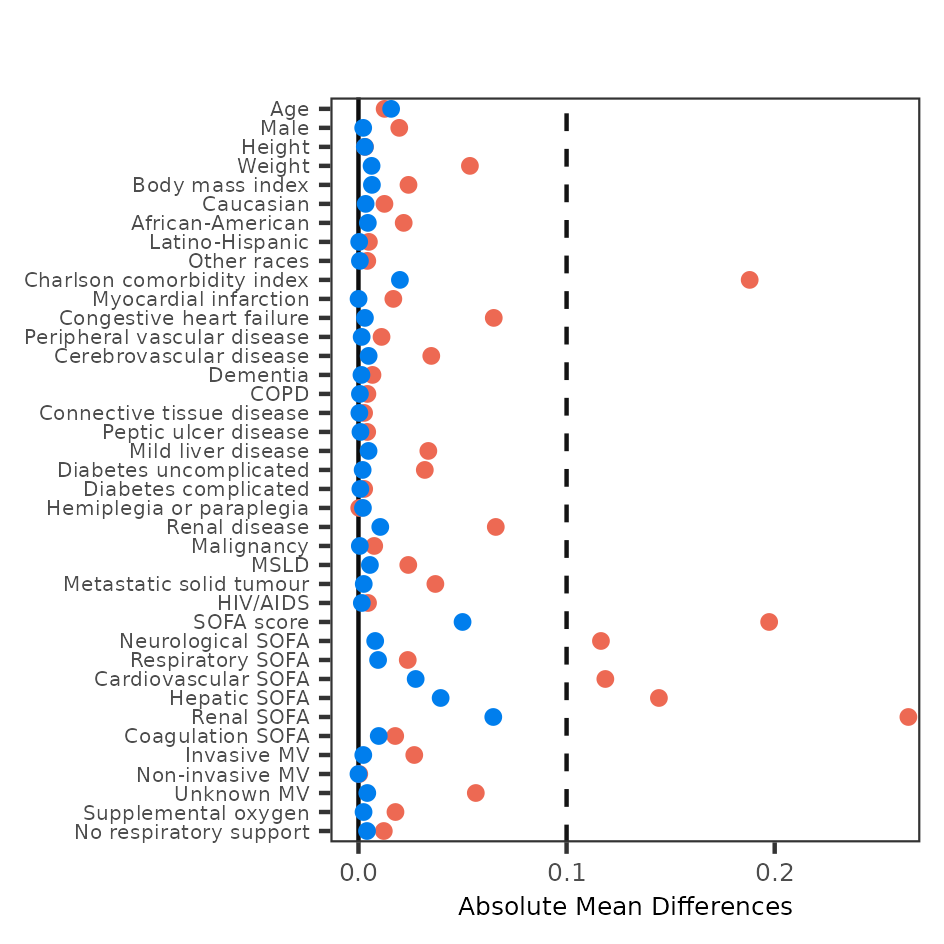 Age
Male
Height
Weight
Body mass index
Caucasian
African-American
Latino-Hispanic
Other races
Charlson comorbidity index
Myocardial infarction
Congestive heart failure
Peripheral vascular disease
Cerebrovascular disease
Dementia
COPD
Connective tissue disease
Peptic ulcer disease
Mild liver disease
Diabetes uncomplicated
Diabetes complicated
Hemiplegia or paraplegia
Renal disease
Malignancy
MSLD
Metastatic solid tumour
HIV/AIDS
SOFA score
Neurological SOFA
Respiratory SOFA
Cardiovascular SOFA
Hepatic SOFA
Renal SOFA
Coagulation SOFA
Invasive MV
Non-invasive MV
Unknown MV
Supplemental oxygen
No respiratory support
0.0 0.1 0.2
Absolute Mean Differences